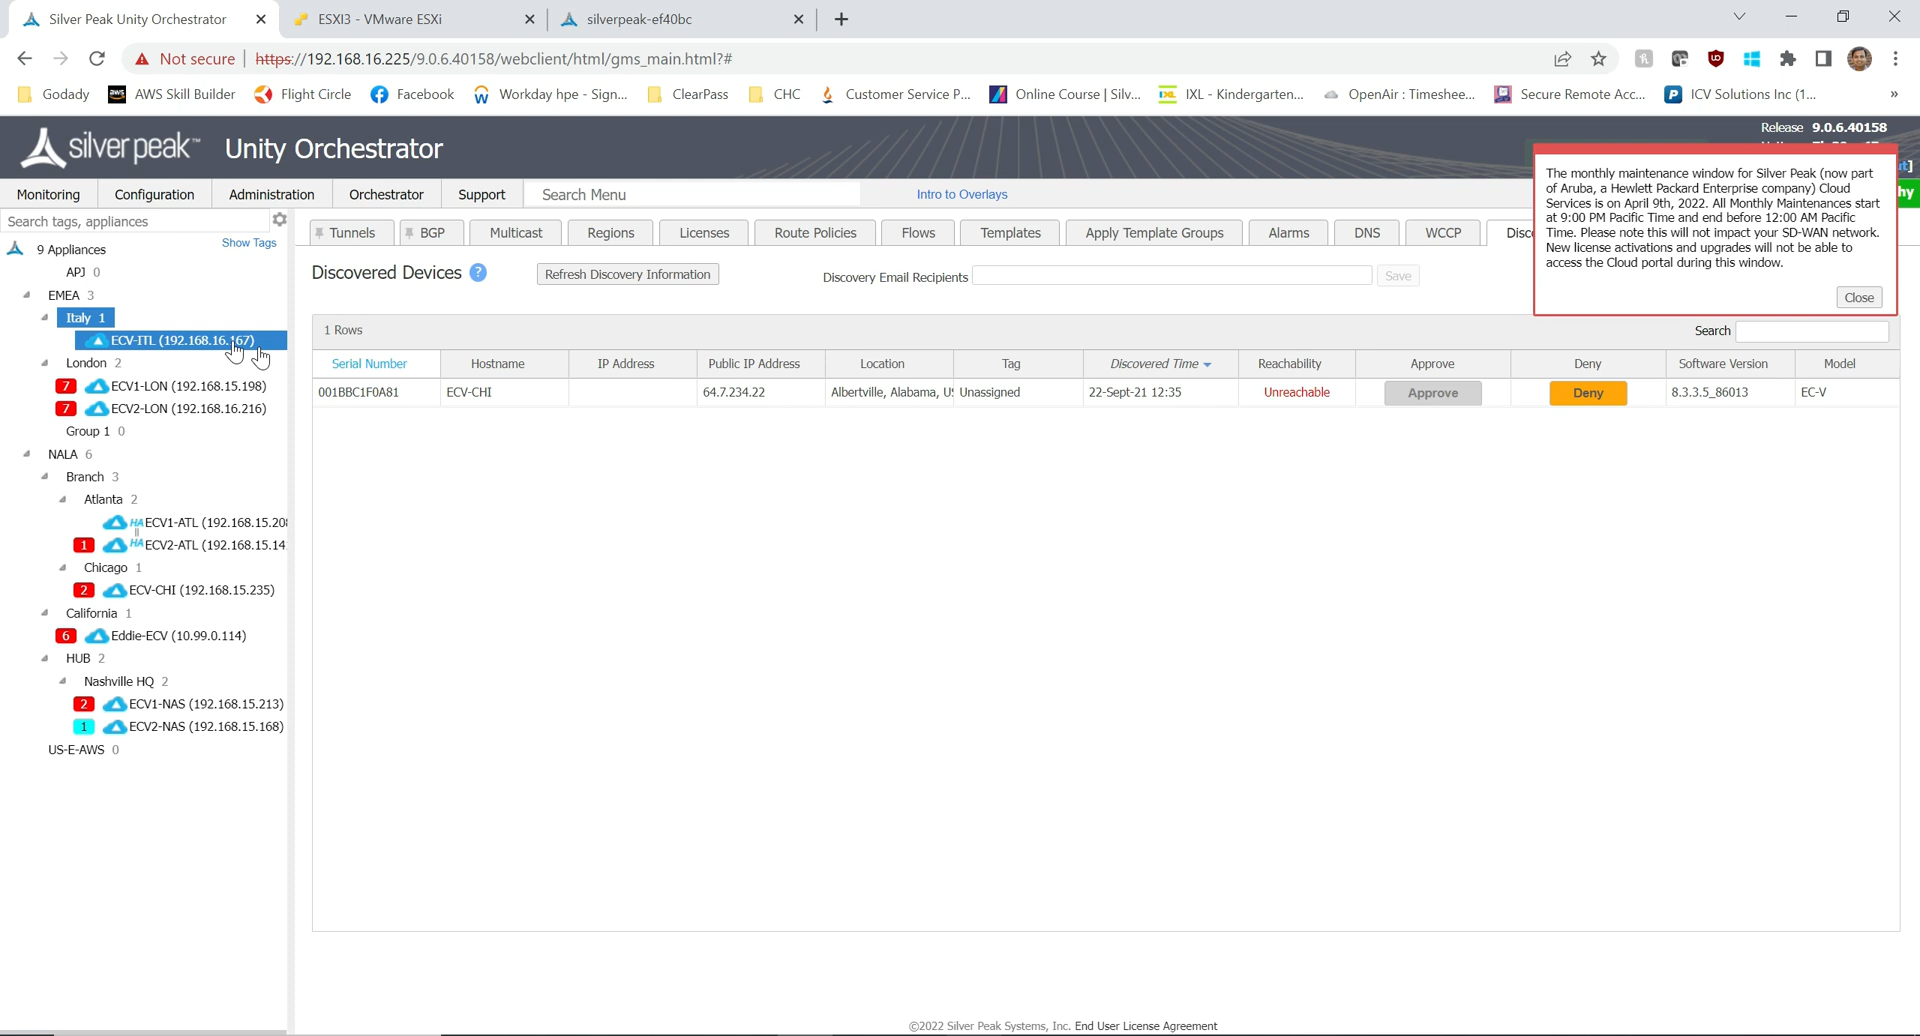 Silver Peak Unity Orchestrator
ESXI3 - VMware ESXi
silverpeak-ef40bc
Not secure
https://192.168.16.225/9.0.6.40158/webclient/html/gms_main.html?#
Godady
aws AWS Skill Builder
Flight Circle
Facebook
Workday hpe - Sign...
ClearPass
CHC
Customer Service P...
Online Course | Silv...
IXL - Kindergarten...
OpenAir : Timeshee...
Secure Remote Acc...
ICV Solutions Inc (1...
»
silver peak™
Unity Orchestrator
Release 9.0.6.40158
Monitoring
Configuration
Administration
Orchestrator
Support
Search Menu
Intro to Overlays
The monthly maintenance window for Silver Peak (now part
of Aruba, a Hewlett Packard Enterprise company) Cloud
Services is on April 9th, 2022. All Monthly Maintenances start
at 9:00 PM Pacific Time and end before 12:00 AM Pacific
Time. Please note this will not impact your SD-WAN network.
New license activations and upgrades will not be able to
access the Cloud portal during this window.
Close
Search tags, appliances
Show Tags
9 Appliances
APJ 0
EMEA 3
Italy 1
ECV-ITL (192.168.16.167)
London 2
7 ECV1-LON (192.168.15.198)
7 ECV2-LON (192.168.16.216)
Group 1 0
NALA 6
Branch 3
Atlanta 2
HA ECV1-ATL (192.168.15.20
1 HA ECV2-ATL (192.168.15.14
Chicago 1
2 ECV-CHI (192.168.15.235)
California 1
6 Eddie-ECV (10.99.0.114)
HUB 2
Nashville HQ 2
2 ECV1-NAS (192.168.15.213)
1 ECV2-NAS (192.168.15.168)
US-E-AWS 0
Tunnels
BGP
Multicast
Regions
Licenses
Route Policies
Flows
Templates
Apply Template Groups
Alarms
DNS
WCCP
Disc
Discovered Devices ?
Refresh Discovery Information
Discovery Email Recipients
Save
1 Rows
Search
Serial Number Hostname IP Address Public IP Address Location Tag Discovered Time Reachability Approve Deny Software Version Model
001BBC1F0A81 ECV-CHI 64.7.234.22 Albertville, Alabama, U Unassigned 22-Sept-21 12:35 Unreachable Approve Deny 8.3.3.5_86013 EC-V
©2022 Silver Peak Systems, Inc. End User License Agreement